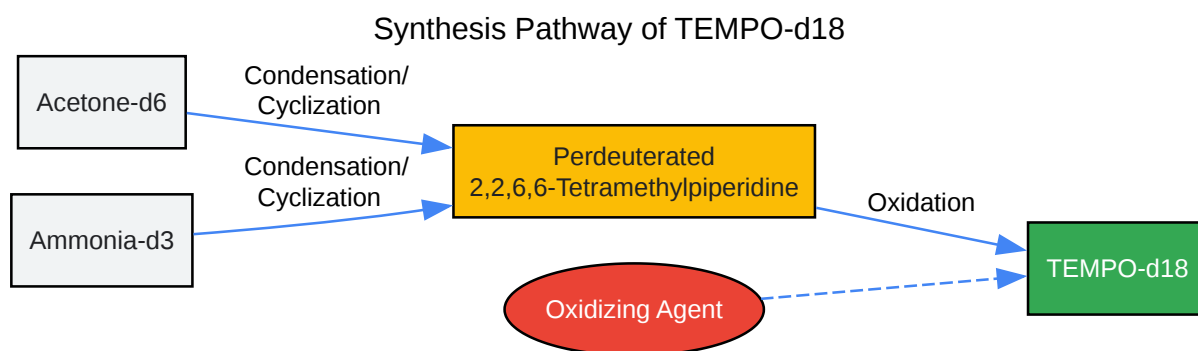 Synthesis Pathway of TEMPO-d18
Acetone-d6
Condensation/
Cyclization
Condensation/
Cyclization
Ammonia-d3
Perdeuterated
2,2,6,6-Tetramethylpiperidine
Oxidation
Oxidizing Agent
TEMPO-d18